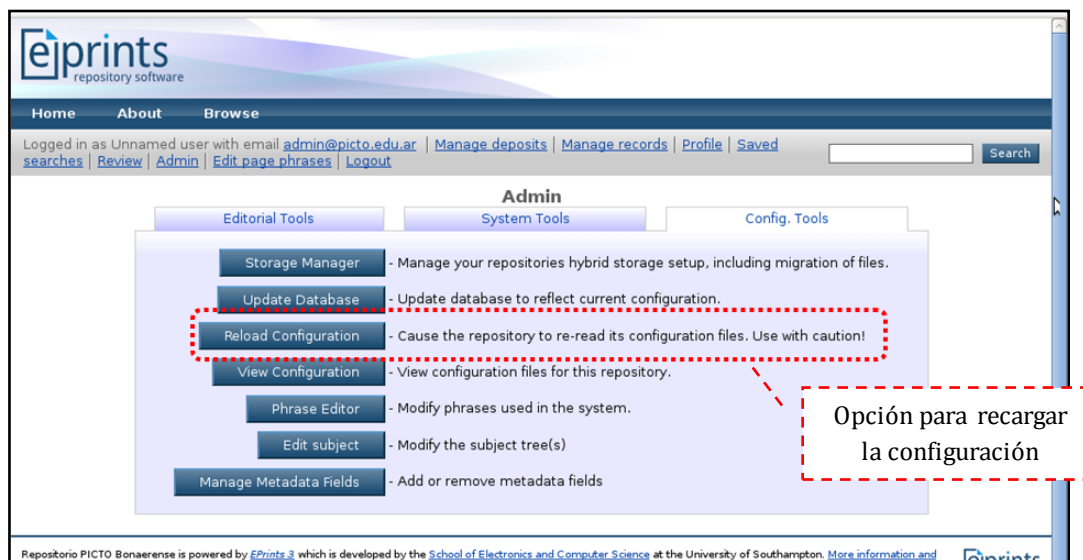 eprints
repository software
Home About Browse
Logged in as Unnamed user with email admin@picto.edu.ar | Manage deposits | Manage records | Profile | Saved
searches | Review | Admin | Edit page phrases | Logout
Search
Admin
Editorial Tools System Tools Config. Tools
Storage Manager - Manage your repositories hybrid storage setup, including migration of files.
Update Database - Update database to reflect current configuration.
Reload Configuration - Cause the repository to re-read its configuration files. Use with caution!
View Configuration - View configuration files for this repository.
Phrase Editor - Modify phrases used in the system.
Edit subject - Modify the subject tree(s)
Manage Metadata Fields - Add or remove metadata fields
Opción para recargar
la configuración
Repositorio PICTO Bonaerense is powered by EPrints 3 which is developed by the School of Electronics and Computer Science at the University of Southampton. More information and
eprints